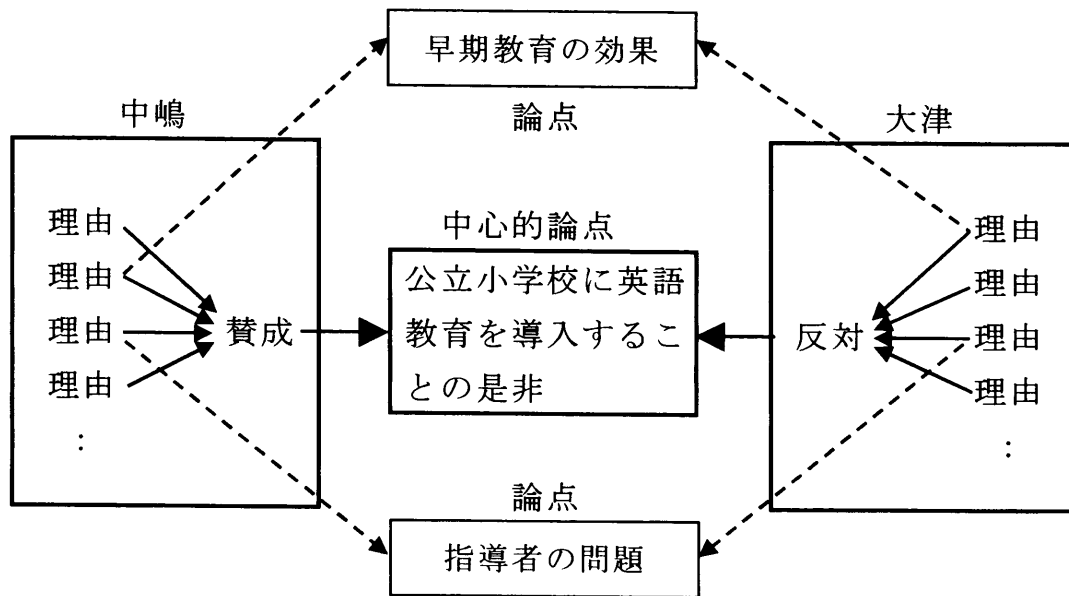 早期教育の効果
論点
中嶋
大津
理由
理由
理由
理由
:
賛成
中心的論点
公立小学校に英語
教育を導入するこ
との是非
反対
理由
理由
理由
理由
:
論点
指導者の問題